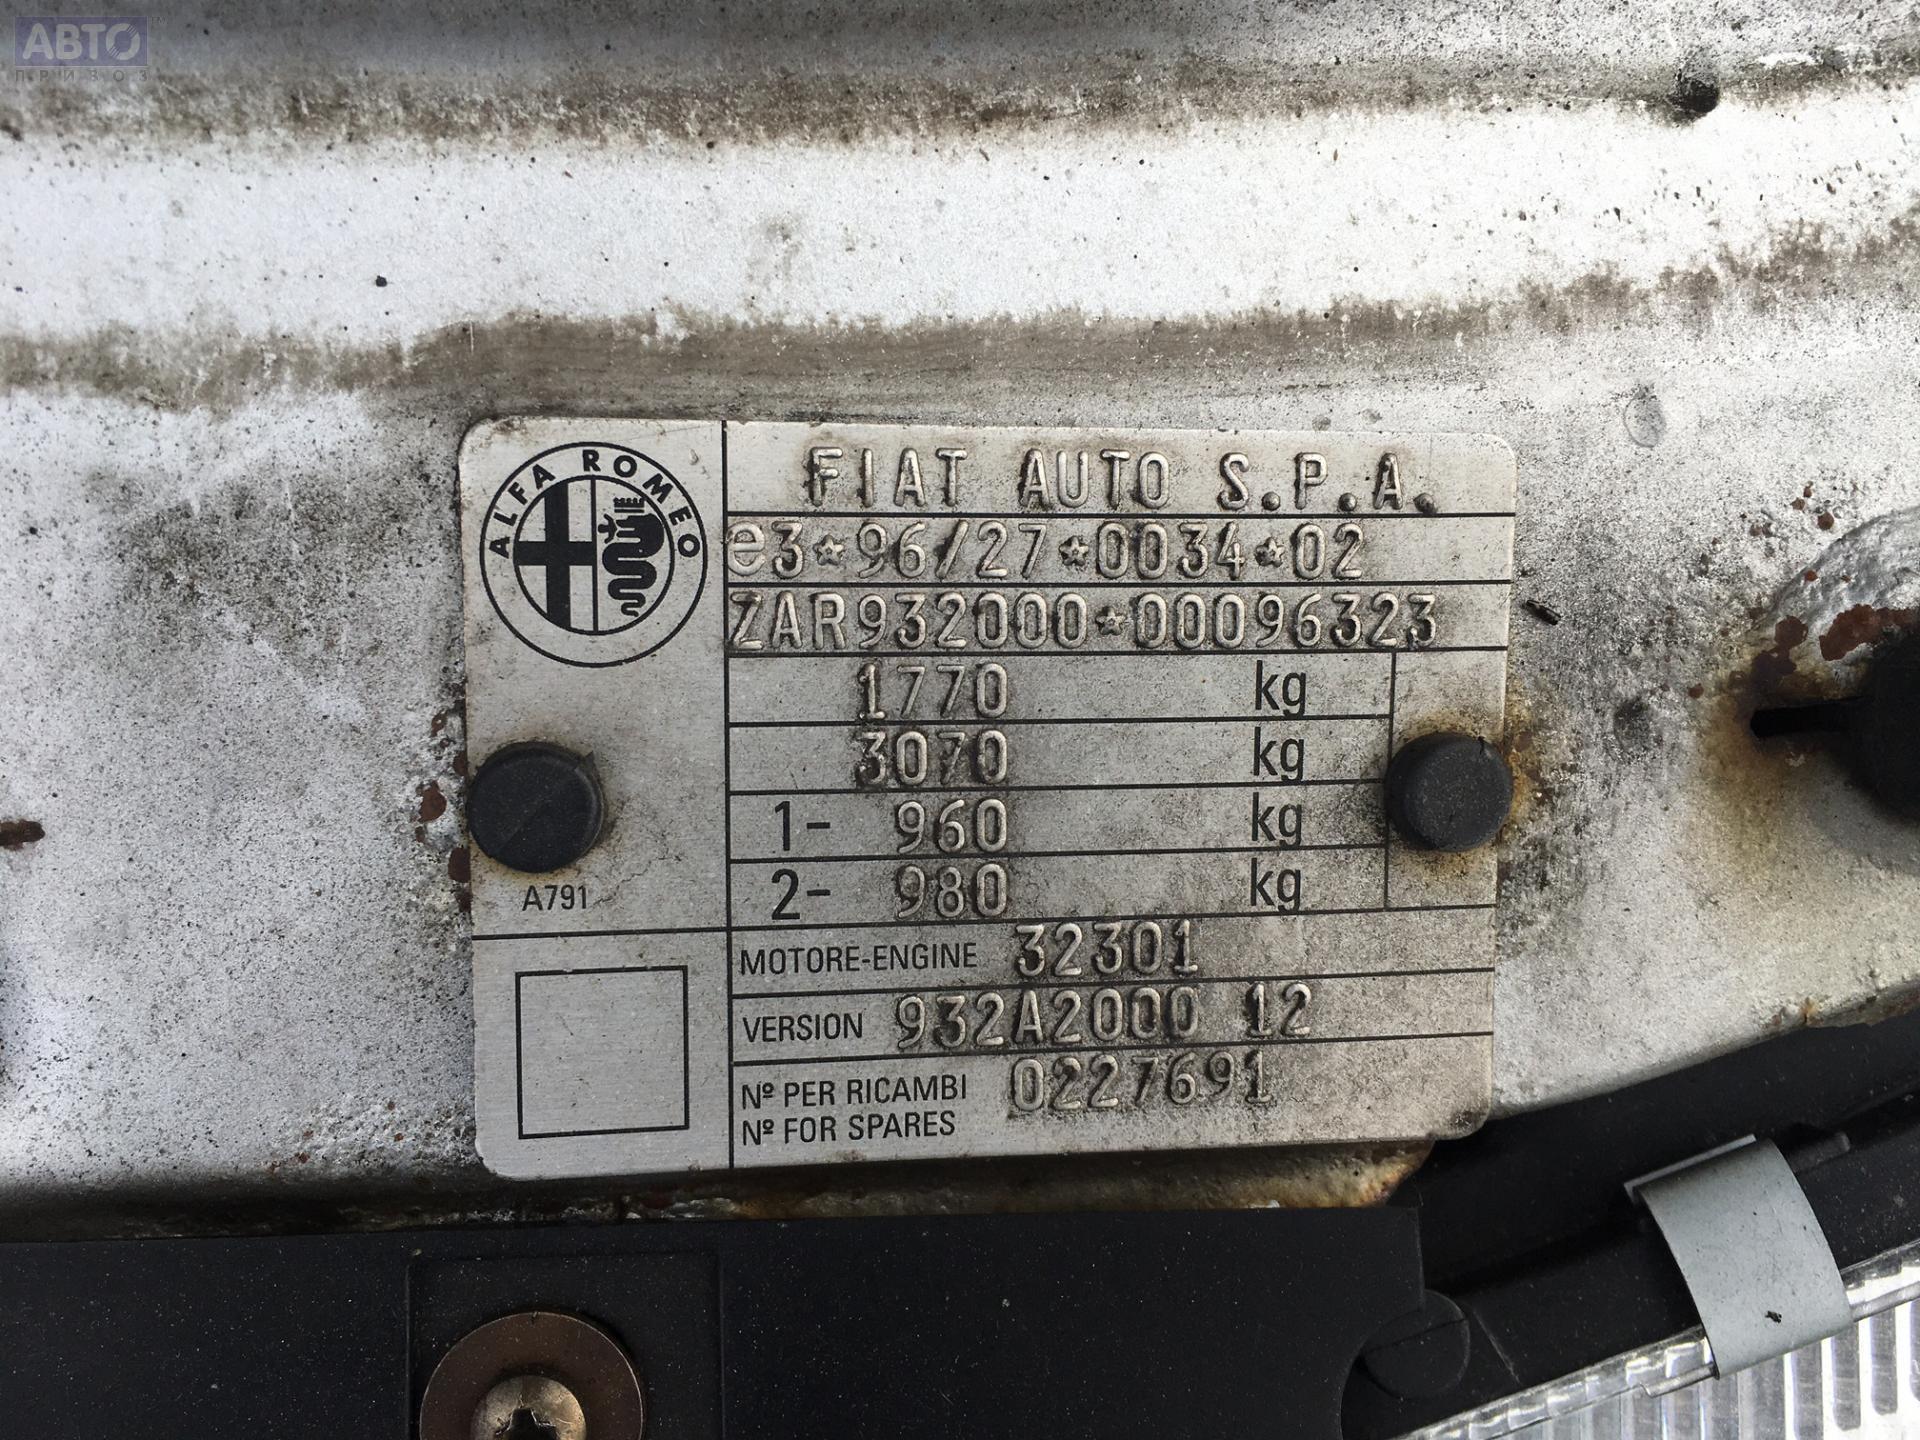 АВТО
ПРИВОЗ
ALFA ROMEO
FIAT AUTO S.P.A.
e3*96/27*0034*02
ZAR932000*00096323
1770 kg
3070 kg
1- 960 kg
2- 980 kg
A791
MOTORE-ENGINE 32301
VERSION 932A2000 12
Nº PER RICAMBI 0227691
Nº FOR SPARES